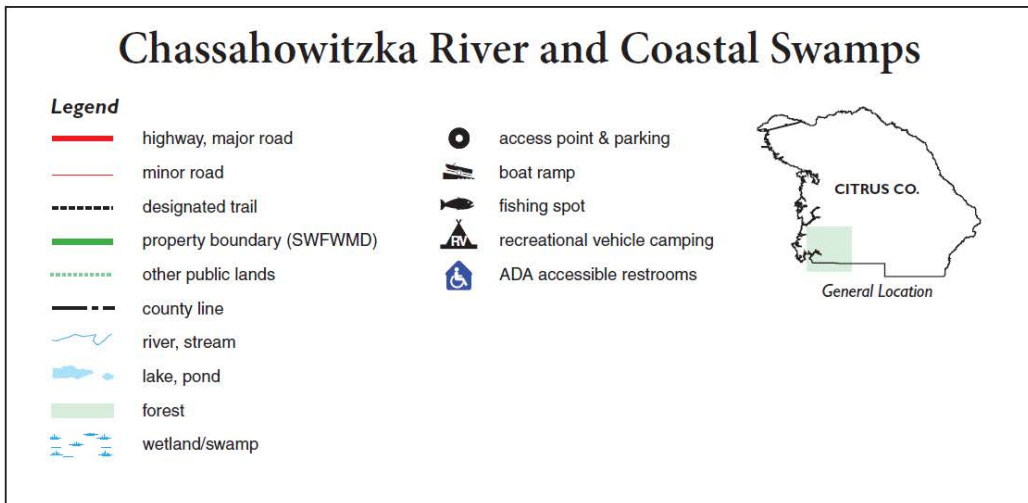 Chassahowitzka River and Coastal Swamps
Legend
highway, major road
minor road
designated trail
property boundary (SWFWMD)
other public lands
county line
river, stream
lake, pond
forest
wetland/swamp
access point & parking
boat ramp
fishing spot
RV
recreational vehicle camping
ADA accessible restrooms
CITRUS CO.
General Location